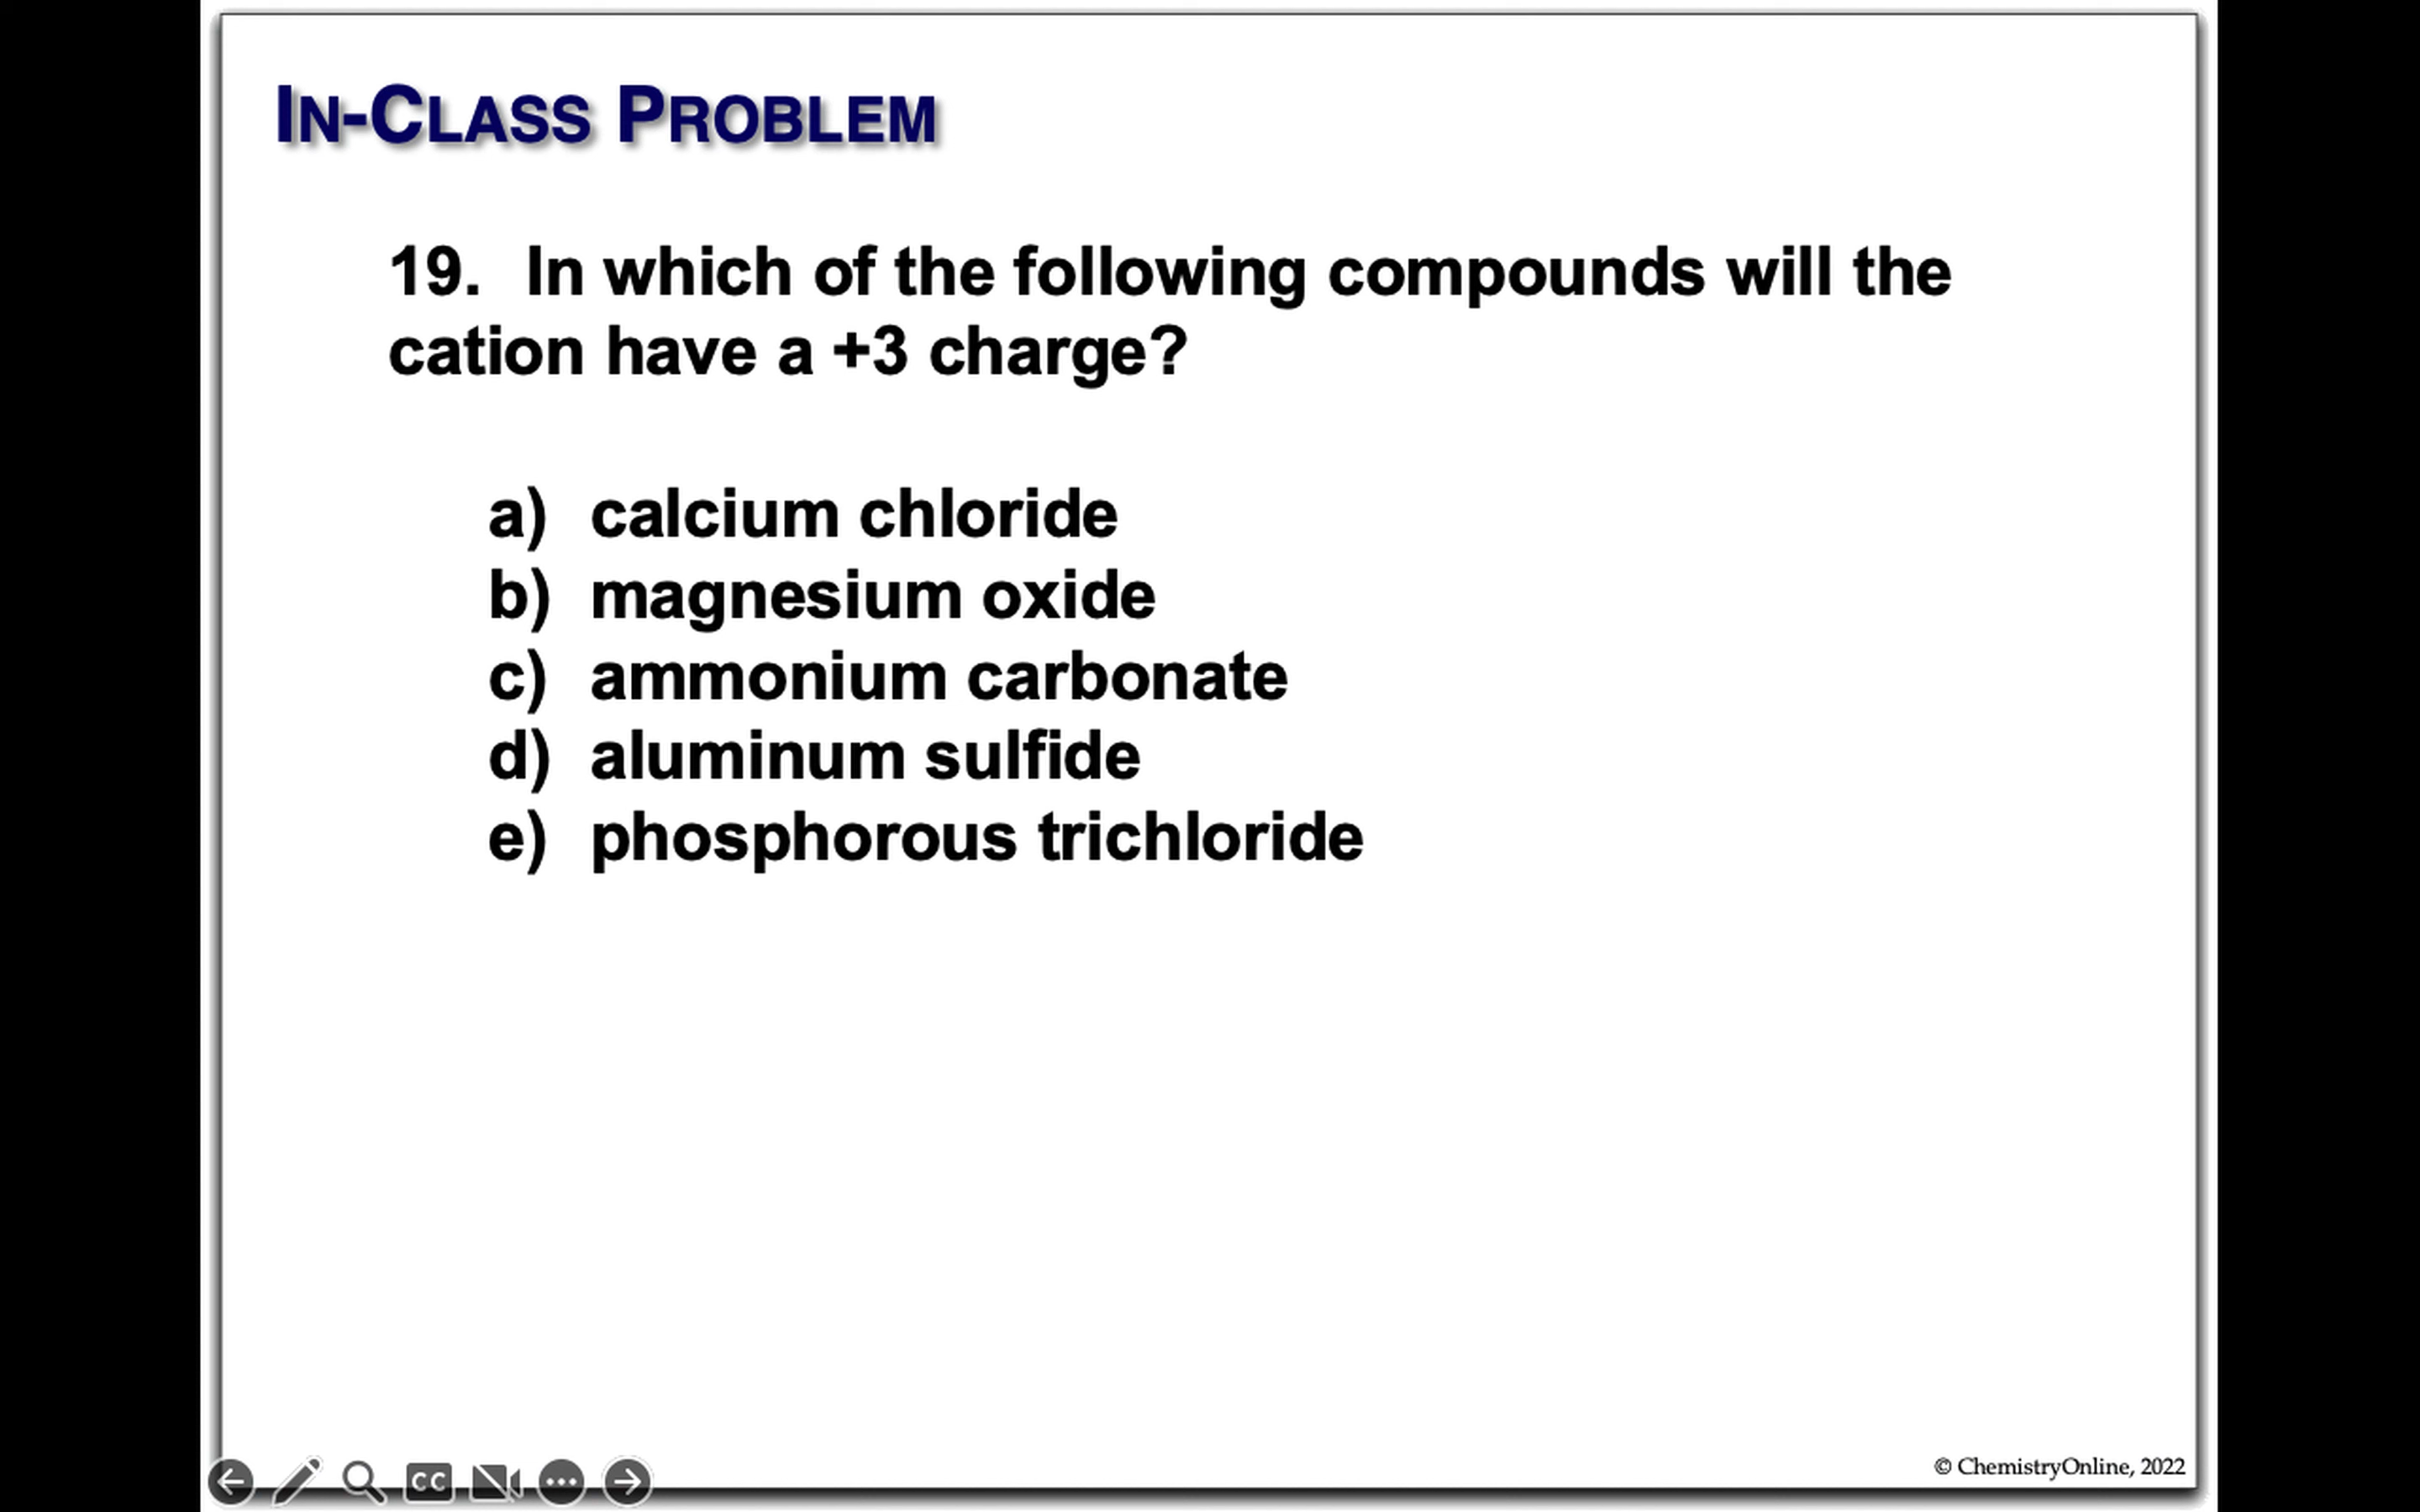 IN-CLASS PROBLEM
19. In which of the following compounds will the
cation have a +3 charge?
a) calcium chloride
b) magnesium oxide
c) ammonium carbonate
d) aluminum sulfide
e) phosphorous trichloride
CC
© ChemistryOnline, 2022